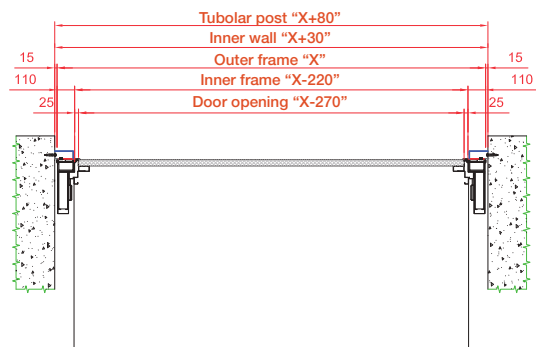 Tubolar post “X+80”
Inner wall “X+30”
15 Outer frame “X” 15
110 Inner frame “X-220” 110
25 Door opening “X-270” 25